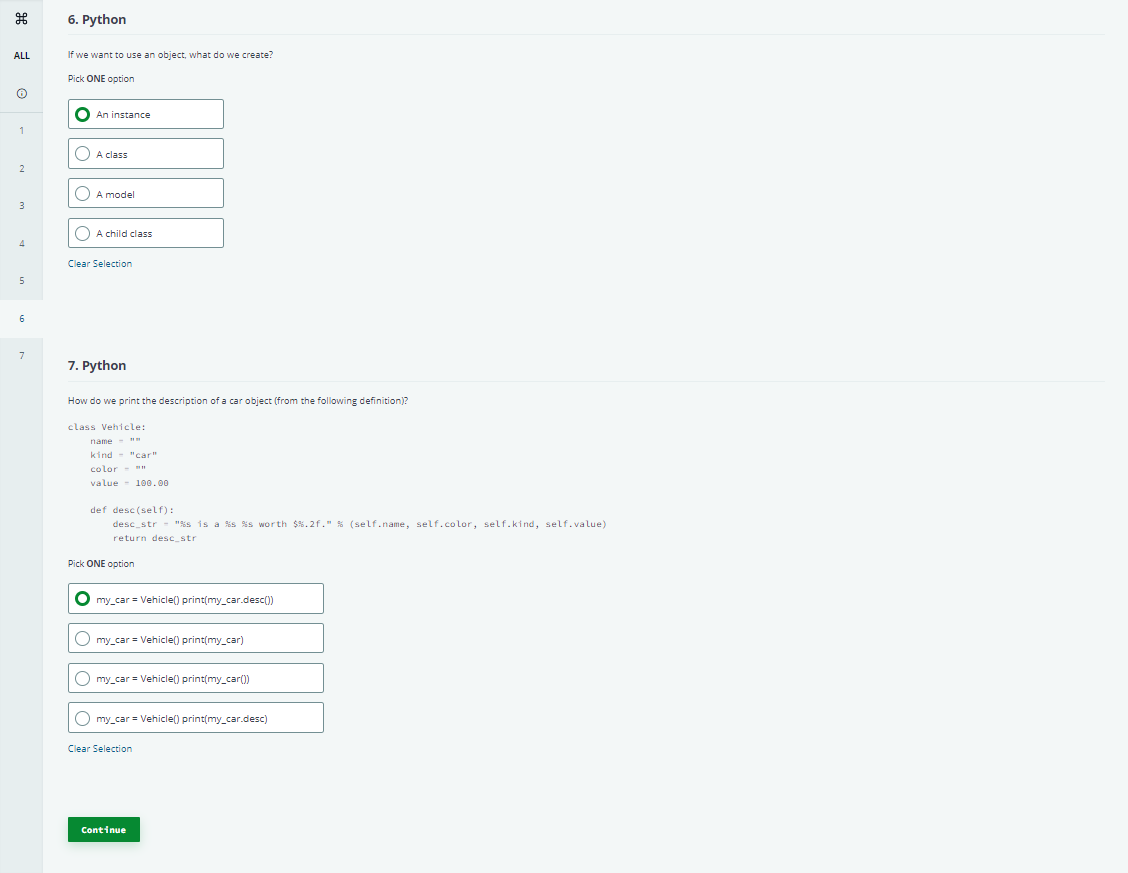 ⌘
ALL
1
2
3
4
5
6
7
6. Python
If we want to use an object, what do we create?
Pick ONE option
An instance
A class
A model
A child class
Clear Selection
7. Python
How do we print the description of a car object (from the following definition)?
class Vehicle:
    name = ""
    kind = "car"
    color = ""
    value = 100.00
    def desc(self):
        desc_str = "%s is a %s %s worth $%.2f." % (self.name, self.color, self.kind, self.value)
        return desc_str
Pick ONE option
my_car = Vehicle() print(my_car.desc())
my_car = Vehicle() print(my_car)
my_car = Vehicle() print(my_car())
my_car = Vehicle() print(my_car.desc)
Clear Selection
Continue